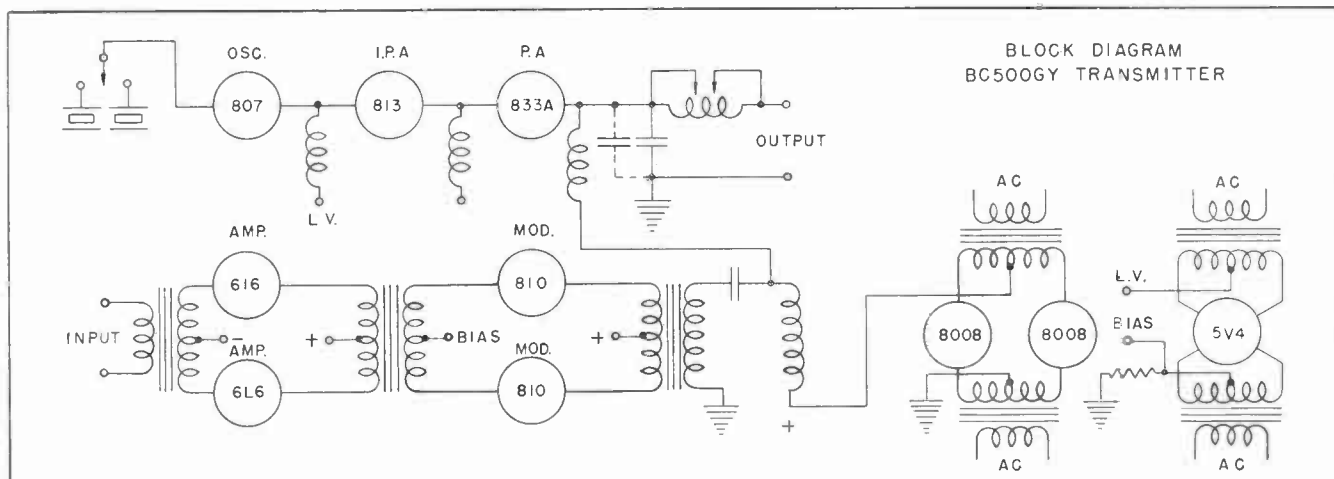 BLOCK DIAGRAM
BC500GY TRANSMITTER
OSC.
I.P.A
P.A
807
813
833A
OUTPUT
L.V.
AMP.
616
MOD.
810
INPUT
-
+
BIAS
+
AMP.
6L6
MOD.
810
+
AC
AC
L.V.
BIAS
8008
8008
5V4
AC
AC